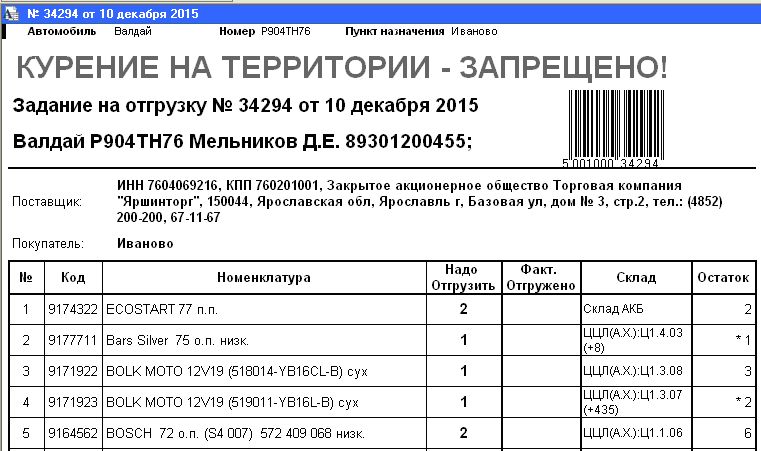 № 34294 от 10 декабря 2015
Автомобиль Валдай Номер Р904ТН76 Пункт назначения Иваново
КУРЕНИЕ НА ТЕРРИТОРИИ - ЗАПРЕЩЕНО!
Задание на отгрузку № 34294 от 10 декабря 2015
Валдай Р904ТН76 Мельников Д.Е. 89301200455;
5 001000 34294
ИНН 7604069216, КПП 760201001, Закрытое акционерное общество Торговая компания
Поставщик: "Яршинторг", 150044, Ярославская обл, Ярославль г, Базовая ул, дом № 3, стр.2, тел.: (4852)
200-200, 67-11-67
Покупатель: Иваново
№ Код Номенклатура Надо Отгрузить Факт. Отгружено Склад Остаток
1 9174322 ECOSTART 77 п.п. 2 Склад АКБ 2
2 9177711 Bars Silver 75 о.п. низк. 1 ЦЦЛ(А.Х.):Ц1.4.03 (+8) * 1
3 9171922 BOLK MOTO 12V19 (518014-YB16CL-B) сух 1 ЦЦЛ(А.Х.):Ц1.3.08 3
4 9171923 BOLK MOTO 12V19 (519011-YB16L-B) сух 1 ЦЦЛ(А.Х.):Ц1.3.07 (+435) * 2
5 9164562 BOSCH 72 о.п. (S4 007) 572 409 068 низк. 2 ЦЦЛ(А.Х.):Ц1.1.06 6